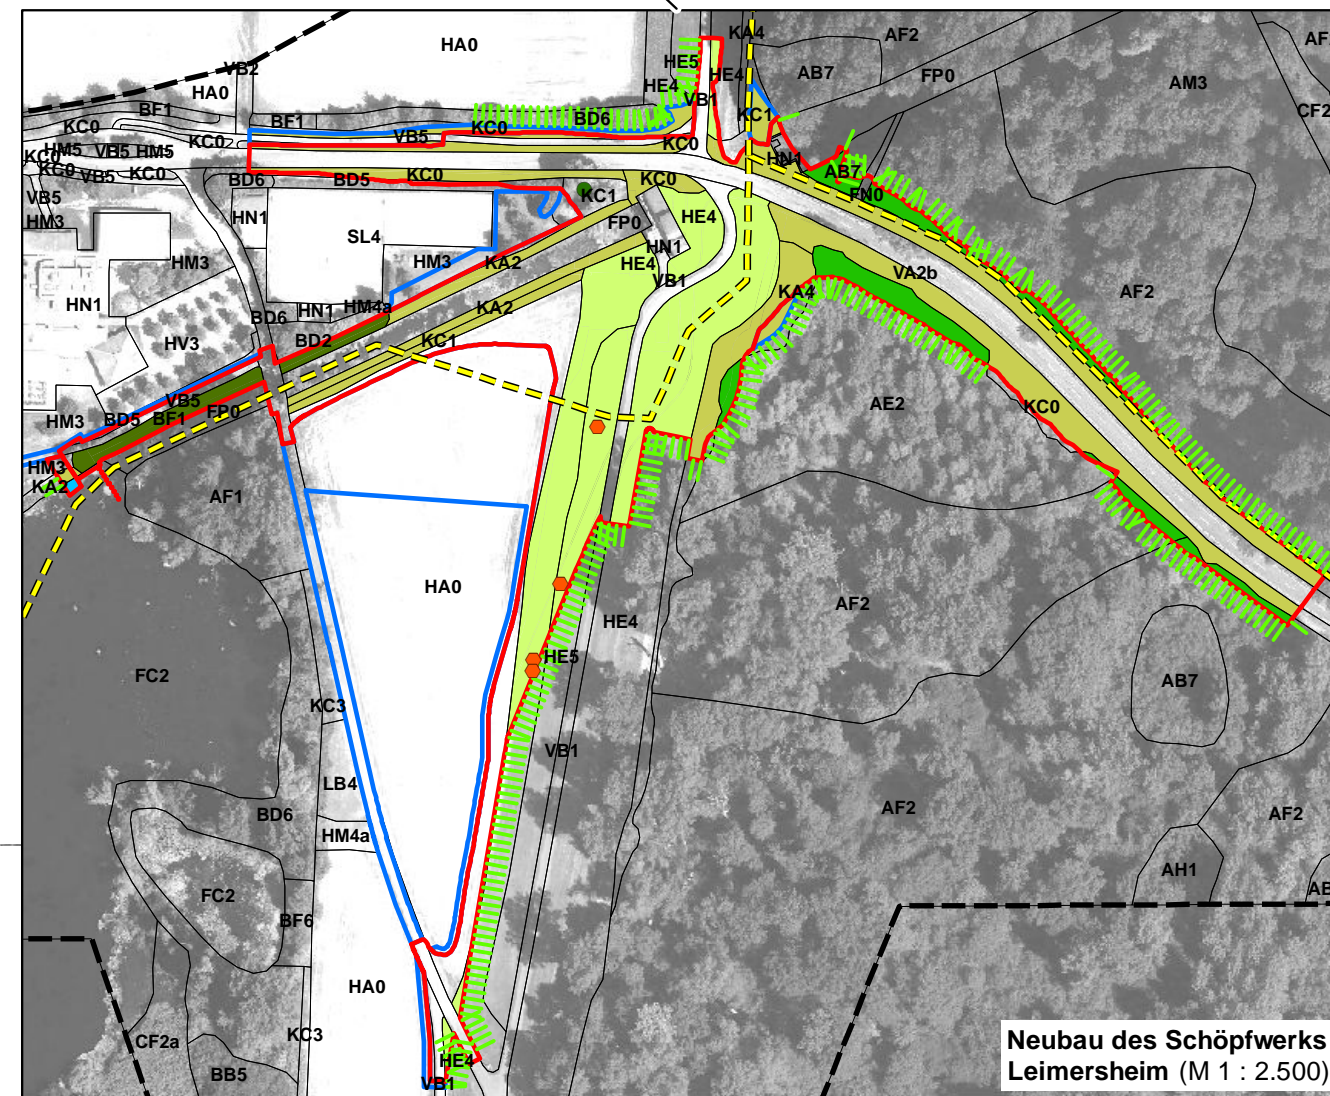 HA0
KA4
AF2
AF
HE5
HE4
HE4
AB7
FP0
AM3
VB2
HA0
BF1
BF1
VB1
KC1
CF2
KC0
VB5
KC0
BD6
KC0
KC0
HM5
VB5
HM5
KC0
KC0
VB5
KC0
HN1
AB7
FN0
BD6
BD5
KC0
KC0
KC1
VB5
HM3
HN1
SL4
FP0
HE4
HM3
HM3
KA2
HN1
HE4
VB1
VA2b
KA4
AF2
HN1
BD6
HN1
HM4a
KA2
HV3
BD2
KC1
VB5
BD5
BF1
FP0
HM3
AE2
KC0
HM3
KA2
AF1
HA0
AF2
HE4
HE5
FC2
AB7
KC3
VB1
LB4
BD6
HM4a
AF2
AF2
FC2
BF6
AH1
AB
HA0
KC3
CF2a
BB5
HE4
VB1
Neubau des Schöpfwerks
Leimersheim (M 1 : 2.500)